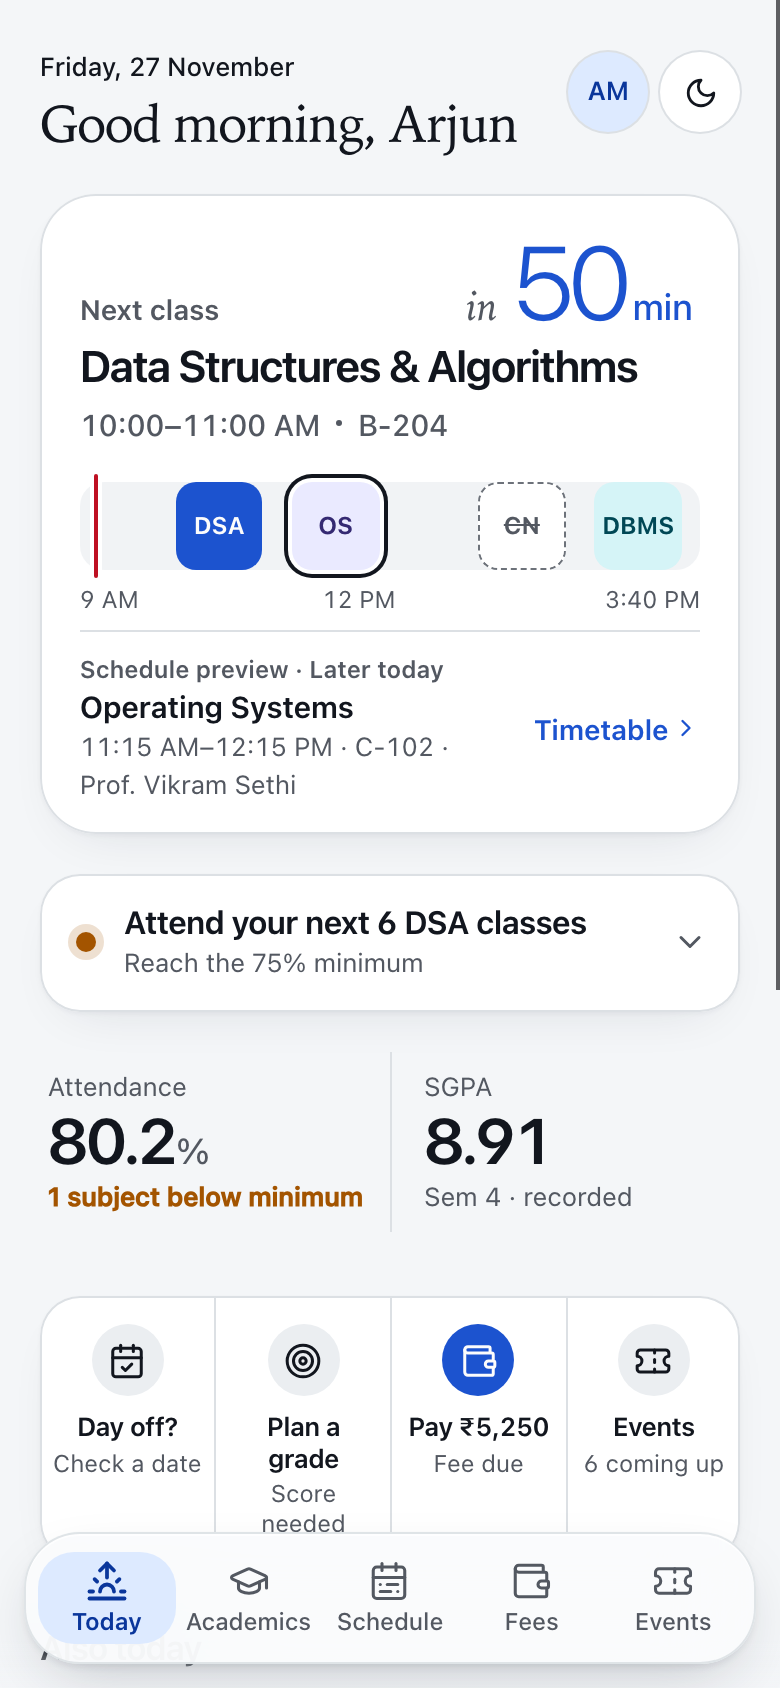 Friday, 27 November
Good morning, Arjun
AM
Next class
in 50 min
Data Structures & Algorithms
10:00–11:00 AM • B-204
DSA
OS
CN
DBMS
9 AM
12 PM
3:40 PM
Schedule preview · Later today
Operating Systems
11:15 AM–12:15 PM · C-102 ·
Prof. Vikram Sethi
Timetable
Attend your next 6 DSA classes
Reach the 75% minimum
Attendance
80.2%
1 subject below minimum
SGPA
8.91
Sem 4 · recorded
Day off?
Check a date
Plan a
grade
Score
needed
Pay ₹5,250
Fee due
Events
6 coming up
Today
Academics
Schedule
Fees
Events
Also today